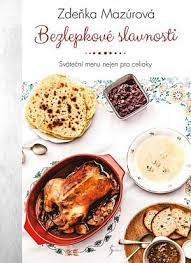 Zdeňka Mazúrová
Bezlepkové slavnosti
Sváteční menu nejen pro celiaky